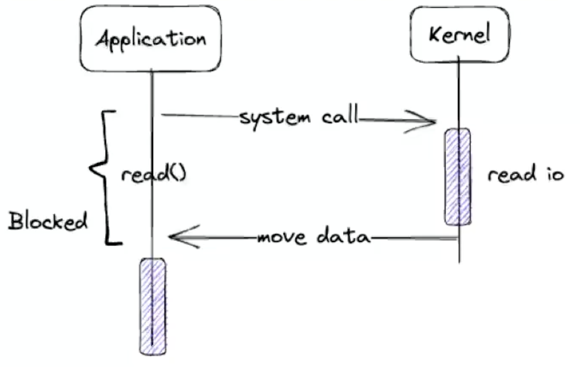 Application
Kernel
system call
read()
read io
Blocked
move data